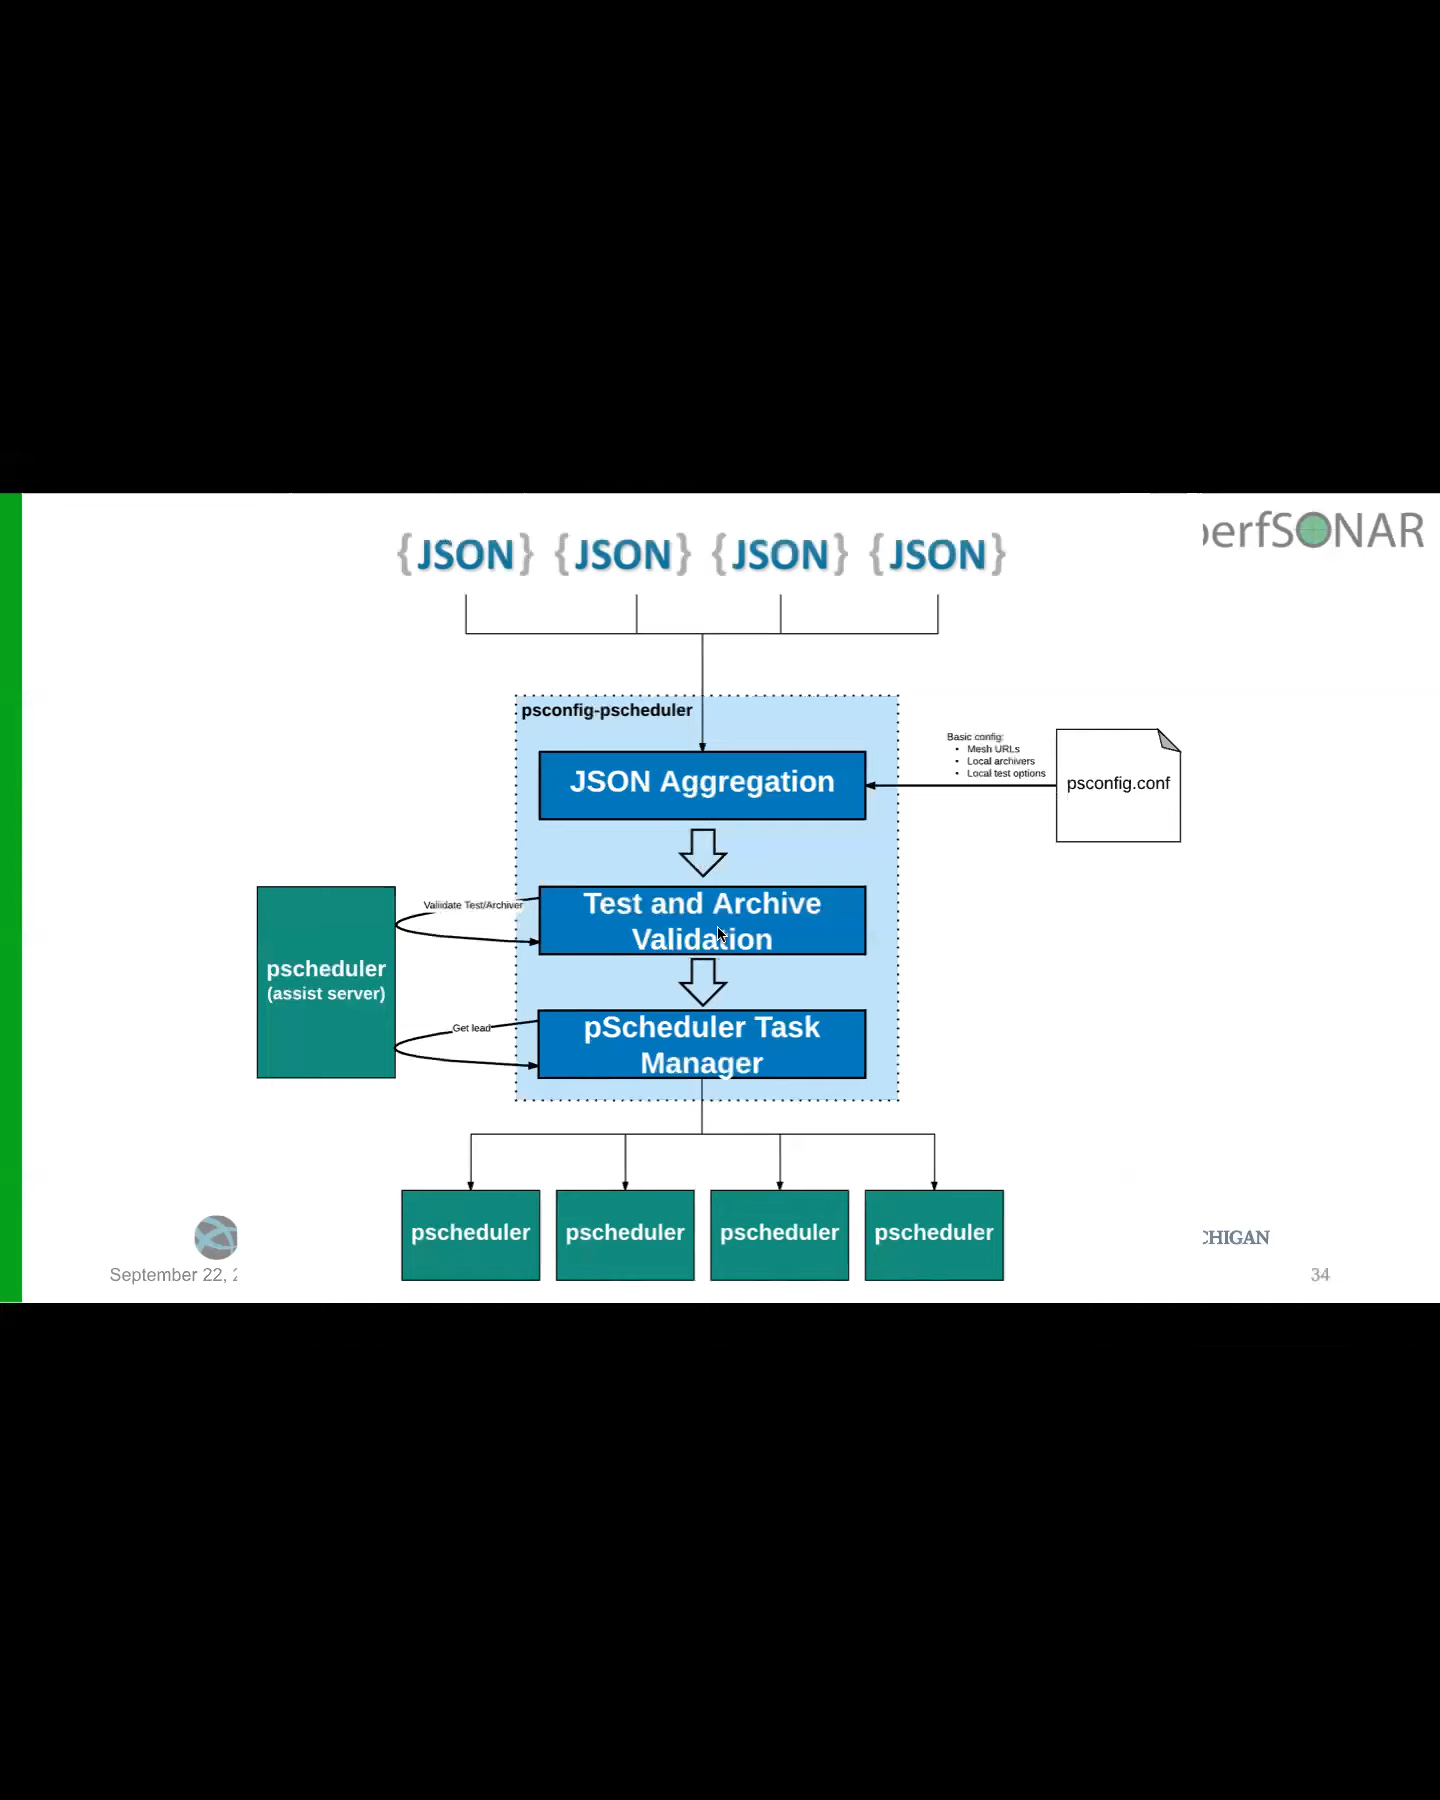 {JSON} {JSON} {JSON} {JSON}
erfSONAR
psconfig-pscheduler
JSON Aggregation
Basic config:
• Mesh URLs
• Local archivers
• Local test options
psconfig.conf
Valiidate Test/Archiver
Test and Archive
Validation
pscheduler
(assist server)
Get lead
pScheduler Task
Manager
pscheduler pscheduler pscheduler pscheduler
CHIGAN
September 22,
34